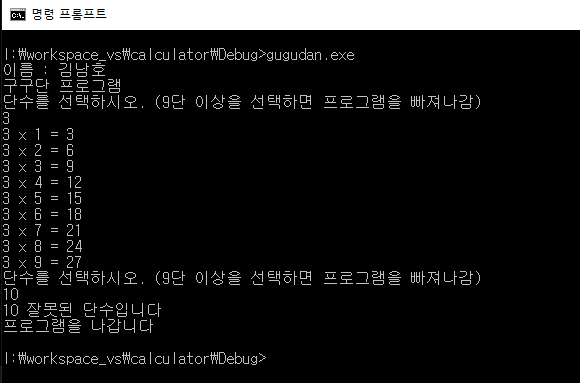 명령 프롬프트
I:₩workspace_vs₩calculator₩Debug>gugudan.exe
이름 : 김남호
구구단 프로그램
단수를 선택하시오. (9단 이상을 선택하면 프로그램을 빠져나감)
3
3 x 1 = 3
3 x 2 = 6
3 x 3 = 9
3 x 4 = 12
3 x 5 = 15
3 x 6 = 18
3 x 7 = 21
3 x 8 = 24
3 x 9 = 27
단수를 선택하시오. (9단 이상을 선택하면 프로그램을 빠져나감)
10
10 잘못된 단수입니다
프로그램을 나갑니다
I:₩workspace_vs₩calculator₩Debug>